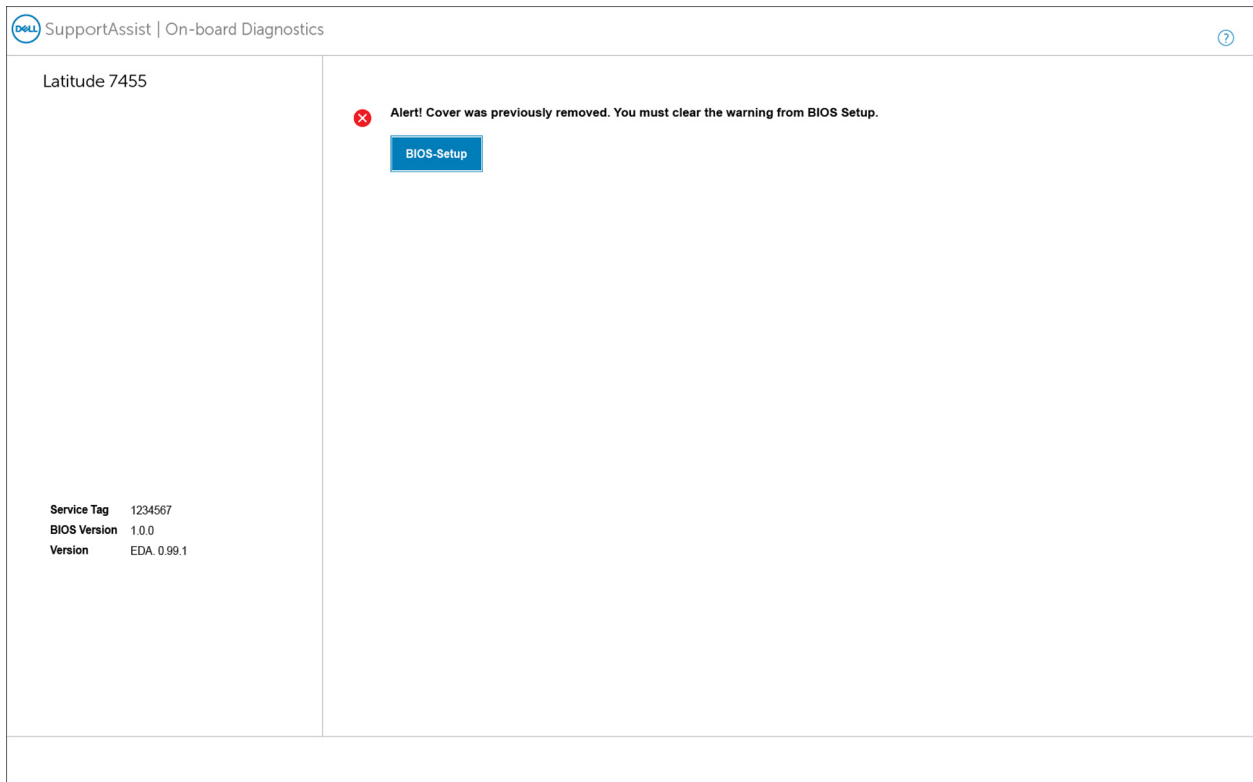 DELL SupportAssist | On-board Diagnostics
?
Latitude 7455
Alert! Cover was previously removed. You must clear the warning from BIOS Setup.
BIOS-Setup
Service Tag 1234567
BIOS Version 1.0.0
Version EDA. 0.99.1